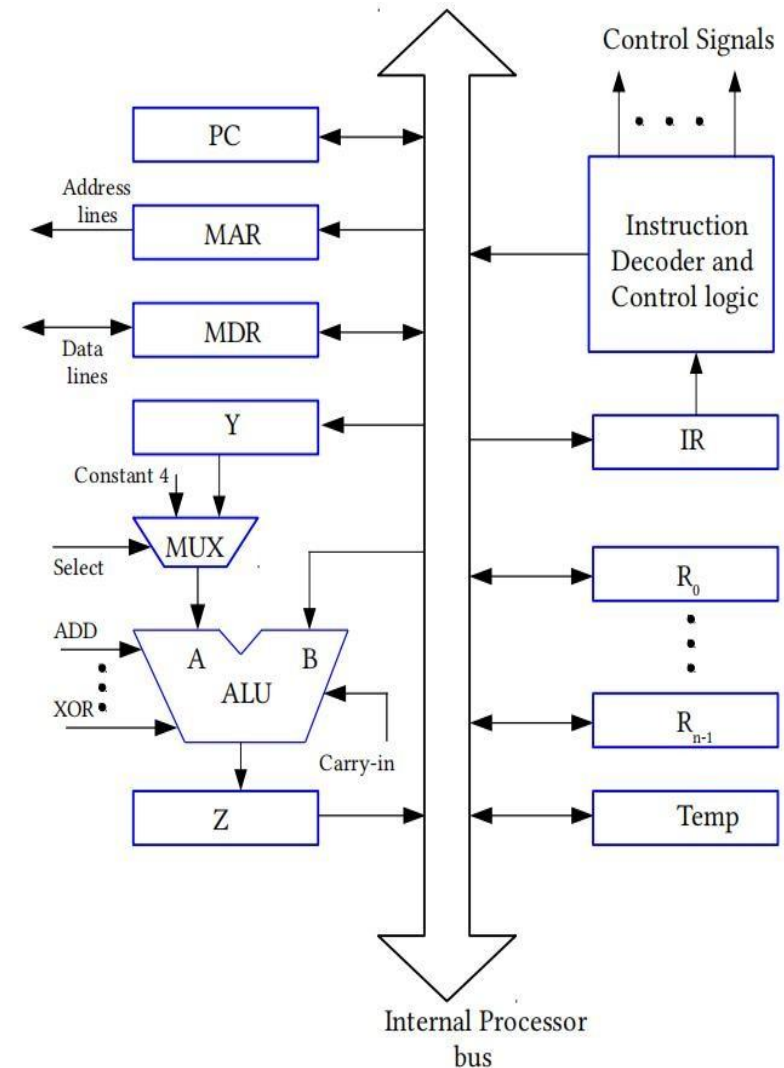 Control Signals
PC
Address
lines
MAR
Instruction
Decoder and
Control logic
MDR
Data
lines
Y
IR
Constant 4
MUX
Select
R0
ADD
A
B
ALU
XOR
Rn-1
Carry-in
Z
Temp
Internal Processor
bus